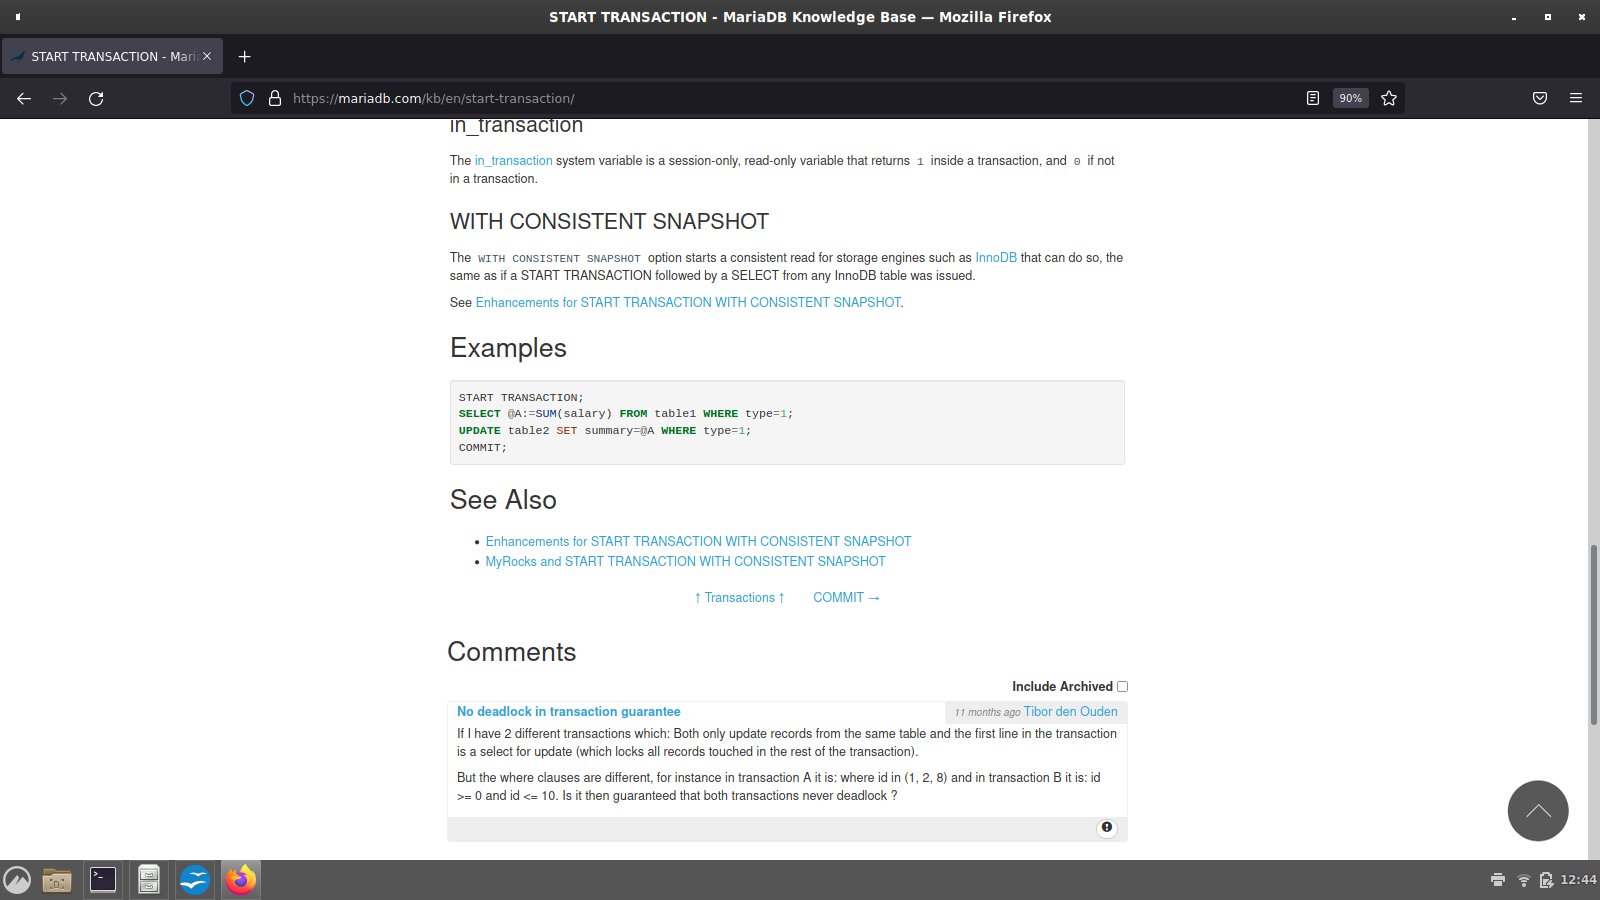 START TRANSACTION - MariaDB Knowledge Base — Mozilla Firefox
START TRANSACTION - Mari
https://mariadb.com/kb/en/start-transaction/
90%
in_transaction
The in_transaction system variable is a session-only, read-only variable that returns 1 inside a transaction, and 0 if not
in a transaction.
WITH CONSISTENT SNAPSHOT
The WITH CONSISTENT SNAPSHOT option starts a consistent read for storage engines such as InnoDB that can do so, the
same as if a START TRANSACTION followed by a SELECT from any InnoDB table was issued.
See Enhancements for START TRANSACTION WITH CONSISTENT SNAPSHOT.
Examples
START TRANSACTION;
SELECT @A:=SUM(salary) FROM table1 WHERE type=1;
UPDATE table2 SET summary=@A WHERE type=1;
COMMIT;
See Also
• Enhancements for START TRANSACTION WITH CONSISTENT SNAPSHOT
• MyRocks and START TRANSACTION WITH CONSISTENT SNAPSHOT
↑ Transactions ↑ COMMIT →
Comments
Include Archived
No deadlock in transaction guarantee
11 months ago Tibor den Ouden
If I have 2 different transactions which: Both only update records from the same table and the first line in the transaction
is a select for update (which locks all records touched in the rest of the transaction).
But the where clauses are different, for instance in transaction A it is: where id in (1, 2, 8) and in transaction B it is: id
>= 0 and id <= 10. Is it then guaranteed that both transactions never deadlock ?
12:44